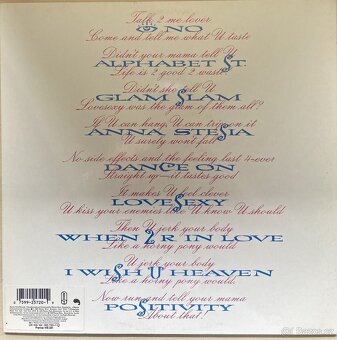 Talk 2 me lover
👁 NO
Come and tell me what U taste
Didn't your mama tell U
ALPHABET ST.
Life is 2 good 2 waste
Didn't she tell U
GLAM SLAM
Lovesexy was the glam of them all?
If U can hang, U can trip on it
ANNA STESIA
U surely won't fall
No side effects and the feeling last 4-ever
DANCE ON
Straight up—it tastes good
It makes U feel clever
LOVESEXY
U kiss your enemies like U know U should
Then U jerk your body
WHEN 2 R IN LOVE
Like a horny pony would
U jerk your body
I WISH U HEAVEN
Like a horny pony would.
Now run and tell your mama
POSITIVITY
About that!